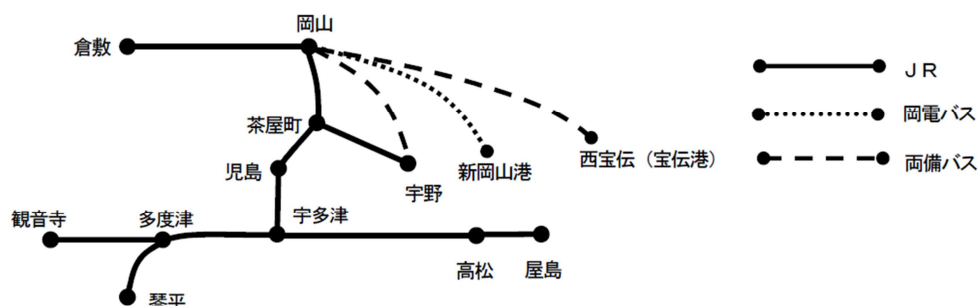 岡山
倉敷
JR
岡電バス
茶屋町
両備バス
西宝伝（宝伝港）
新岡山港
児島
宇野
観音寺
多度津
宇多津
高松
屋島
琴平